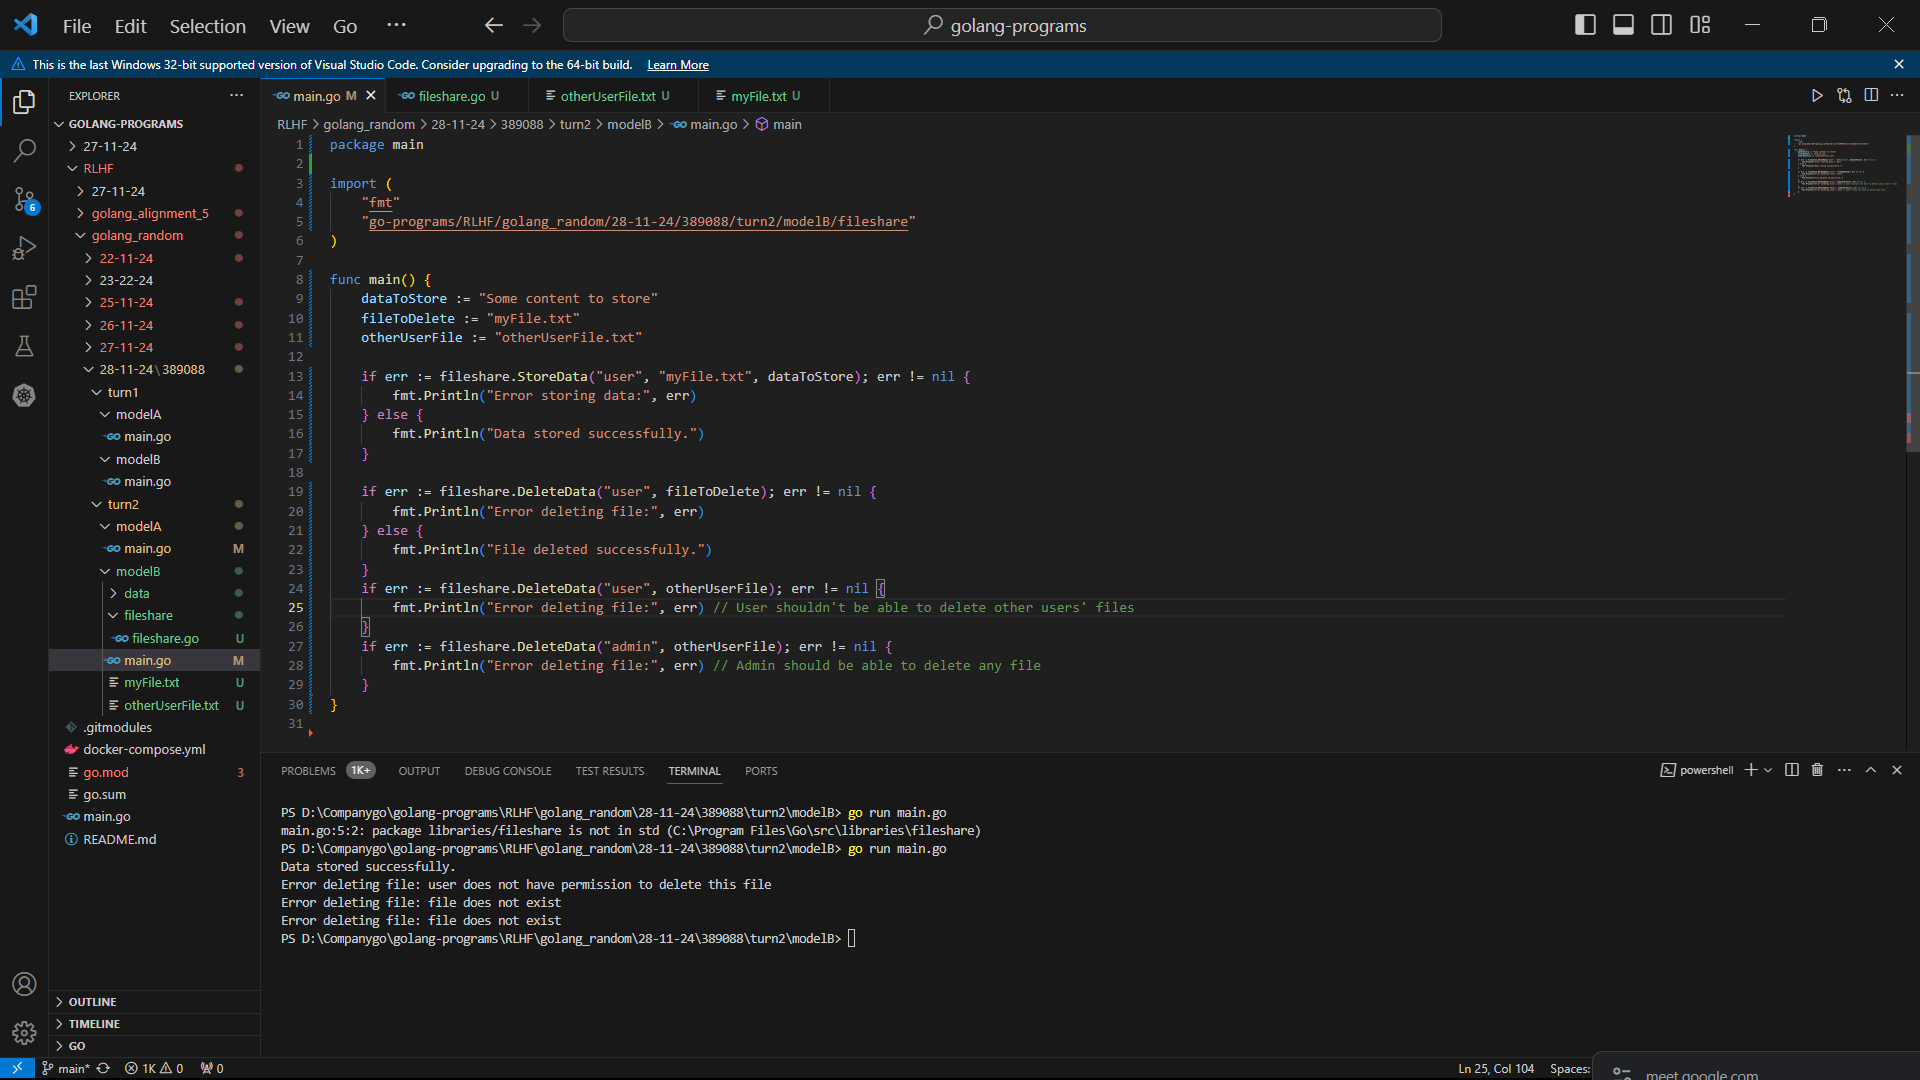 File Edit Selection View Go ···
golang-programs
This is the last Windows 32-bit supported version of Visual Studio Code. Consider upgrading to the 64-bit build. Learn More
EXPLORER
GOLANG-PROGRAMS
27-11-24
RLHF
27-11-24
golang_alignment_5
golang_random
22-11-24
23-22-24
25-11-24
26-11-24
27-11-24
28-11-24\389088
turn1
modelA
main.go
modelB
main.go
turn2
modelA
main.go M
modelB
data
fileshare
fileshare.go U
main.go M
myFile.txt U
otherUserFile.txt U
.gitmodules
docker-compose.yml
go.mod 3
go.sum
main.go
README.md
OUTLINE
TIMELINE
GO
6
main.go M fileshare.go U otherUserFile.txt U myFile.txt U
RLHF > golang_random > 28-11-24 > 389088 > turn2 > modelB > main.go > main
1 package main
2
3 import (
4 "fmt"
5 "go-programs/RLHF/golang_random/28-11-24/389088/turn2/modelB/fileshare"
6 )
7
8 func main() {
9 dataToStore := "Some content to store"
10 fileToDelete := "myFile.txt"
11 otherUserFile := "otherUserFile.txt"
12
13 if err := fileshare.StoreData("user", "myFile.txt", dataToStore); err != nil {
14 fmt.Println("Error storing data:", err)
15 } else {
16 fmt.Println("Data stored successfully.")
17 }
18
19 if err := fileshare.DeleteData("user", fileToDelete); err != nil {
20 fmt.Println("Error deleting file:", err)
21 } else {
22 fmt.Println("File deleted successfully.")
23 }
24 if err := fileshare.DeleteData("user", otherUserFile); err != nil {
25 fmt.Println("Error deleting file:", err) // User shouldn't be able to delete other users' files
26 }
27 if err := fileshare.DeleteData("admin", otherUserFile); err != nil {
28 fmt.Println("Error deleting file:", err) // Admin should be able to delete any file
29 }
30 }
31
PROBLEMS 1K+ OUTPUT DEBUG CONSOLE TEST RESULTS TERMINAL PORTS
powershell
PS D:\Companygo\golang-programs\RLHF\golang_random\28-11-24\389088\turn2\modelB> go run main.go
main.go:5:2: package libraries/fileshare is not in std (C:\Program Files\Go\src\libraries\fileshare)
PS D:\Companygo\golang-programs\RLHF\golang_random\28-11-24\389088\turn2\modelB> go run main.go
Data stored successfully.
Error deleting file: user does not have permission to delete this file
Error deleting file: file does not exist
Error deleting file: file does not exist
PS D:\Companygo\golang-programs\RLHF\golang_random\28-11-24\389088\turn2\modelB>
main* 1K 0 0
Ln 25, Col 104 Spaces:
meet.google.com